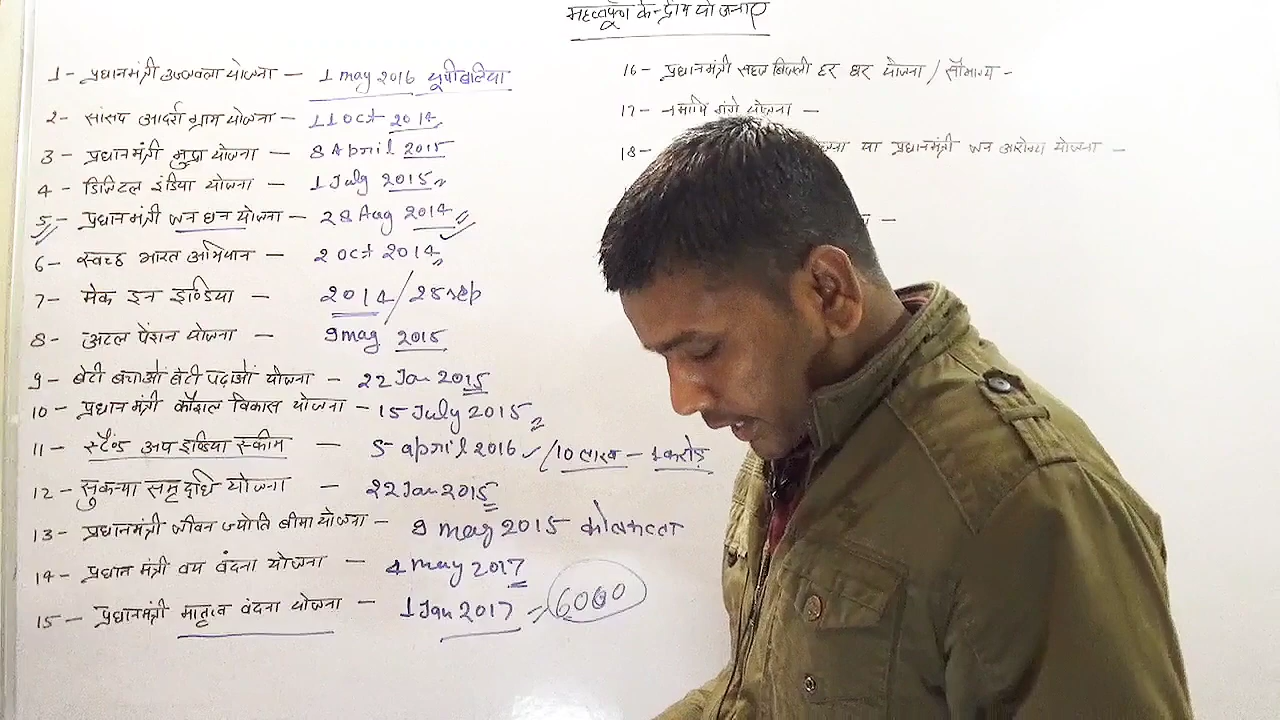 महत्वपूर्ण केन्द्रीय योजनाएं
1- प्रधानमंत्री उज्जवला योजना - 1 may 2016 यूपी बलिया
2- सांसद आदर्श ग्राम योजना - 11 Oct 2014
3- प्रधानमंत्री मुद्रा योजना - 8 April 2015
4- डिजिटल इंडिया योजना - 1 July 2015
5- प्रधानमंत्री जन धन योजना - 28 Aug 2014
6- स्वच्छ भारत अभियान - 2 Oct 2014
7- मेक इन इण्डिया - 2014/25 sep
8- अटल पेंशन योजना - 9 may 2015
9- बेटी बचाओं बेटी पढ़ाओं योजना - 22 Jan 2015
10- प्रधान मंत्री कौशल विकास योजना - 15 July 2015
11- स्टैण्ड अप इण्डिया स्कीम - 5 april 2016 /10 लाख - 1 करोड़
12- सुकन्या समृद्धि योजना - 22 Jan 2015
13- प्रधानमंत्री जीवन ज्योति बीमा योजना - 9 may 2015 कोलकाता
14- प्रधान मंत्री वय वंदना योजना - 4 may 2017
15- प्रधानमंत्री मातृत्व वंदना योजना - 1 Jan 2017 → 6000
16- प्रधानमंत्री सहज बिजली हर घर योजना / सौभाग्य -
17- नमामि गंगे योजना -
18- या प्रधानमंत्री जन आरोग्य योजना -